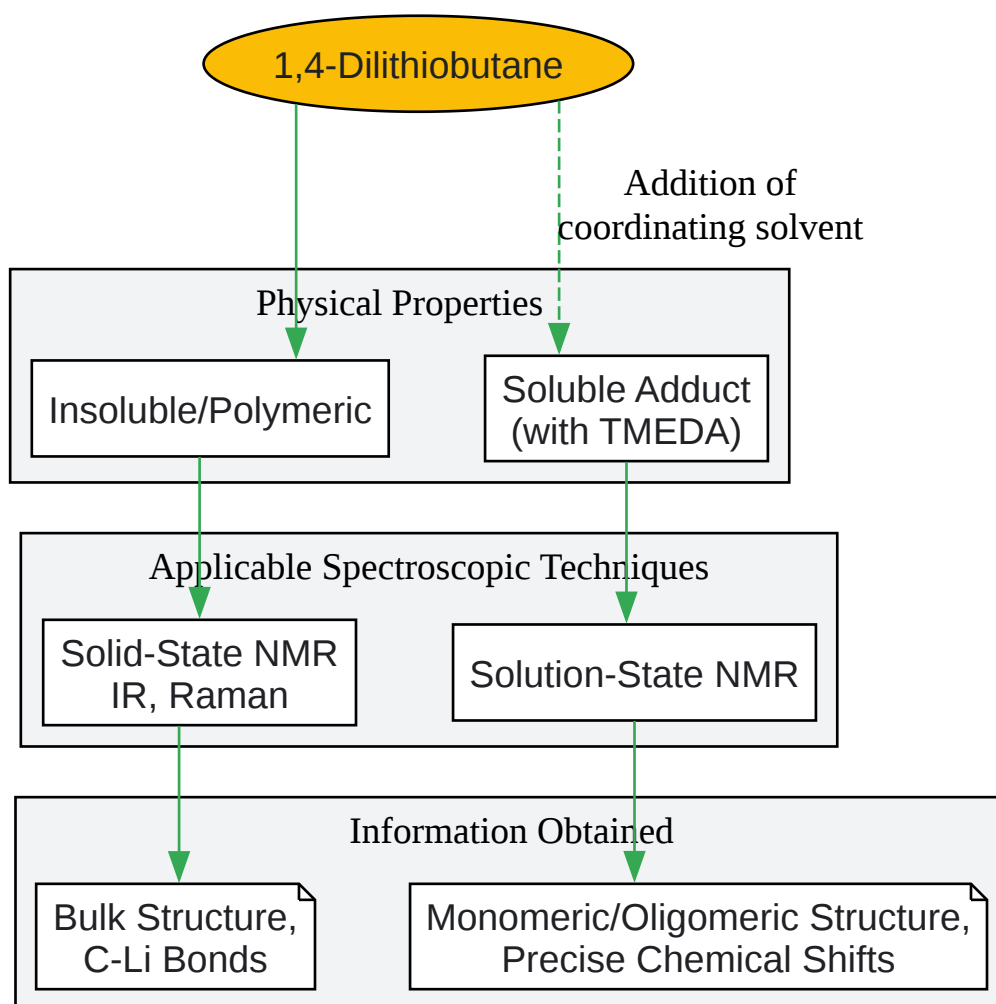 1,4-Dilithiobutane
Addition of
coordinating solvent
Physical Properties
Insoluble/Polymeric
Soluble Adduct
(with TMEDA)
Applicable Spectroscopic Techniques
Solid-State NMR
IR, Raman
Solution-State NMR
Information Obtained
Bulk Structure,
C-Li Bonds
Monomeric/Oligomeric Structure,
Precise Chemical Shifts